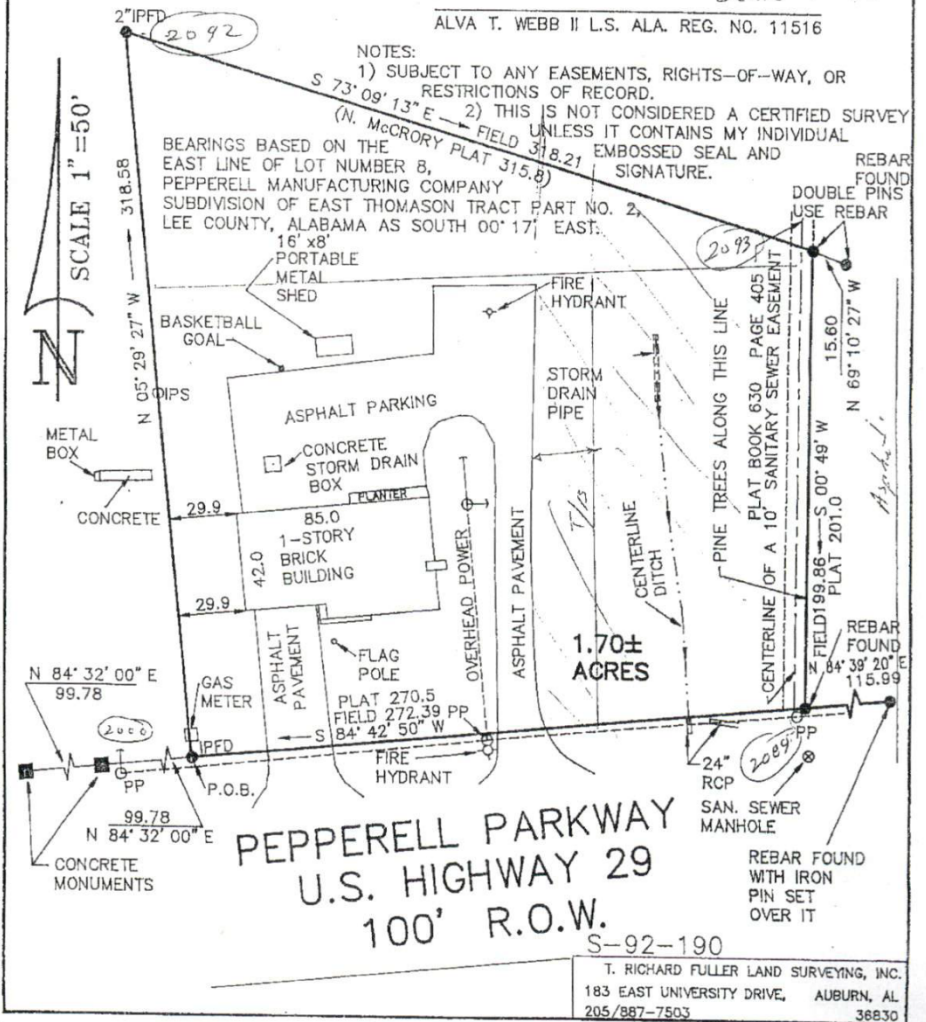 ALVA T. WEBB II L.S. ALA. REG. NO. 11516
2" IPFD
2092
NOTES:
1) SUBJECT TO ANY EASEMENTS, RIGHTS-OF-WAY, OR
RESTRICTIONS OF RECORD.
2) THIS IS NOT CONSIDERED A CERTIFIED SURVEY
UNLESS IT CONTAINS MY INDIVIDUAL
EMBOSSED SEAL AND
SIGNATURE.
S 73° 09' 13" E → FIELD 318.21
(N. McCRORY PLAT 315.8)
BEARINGS BASED ON THE
EAST LINE OF LOT NUMBER 8,
PEPPERELL MANUFACTURING COMPANY
SUBDIVISION OF EAST THOMASON TRACT PART NO. 2,
LEE COUNTY, ALABAMA AS SOUTH 00° 17' EAST.
REBAR
FOUND
DOUBLE PINS
USE REBAR
2093
SCALE 1"=50'
N
N 05° 29' 27" W → 318.58
16' x8'
PORTABLE
METAL
SHED
BASKETBALL
GOAL
FIRE
HYDRANT
15.60
N 69° 10' 27" W
IPS
ASPHALT PARKING
STORM
DRAIN
PIPE
METAL
BOX
CONCRETE
CONCRETE
STORM DRAIN
BOX
PLANTER
29.9
85.0
1-STORY
BRICK
BUILDING
42.0
29.9
OVERHEAD POWER
ASPHALT PAVEMENT
CENTERLINE
DITCH
PINE TREES ALONG THIS LINE
PLAT BOOK 630 PAGE 405
CENTERLINE OF A 10' SANITARY SEWER EASEMENT
FIELD 199.86 → S 00° 49' W
PLAT 201.0
1.70±
ACRES
REBAR
FOUND
N 84° 39' 20" E
115.99
N 84° 32' 00" E
99.78
GAS
METER
ASPHALT
PAVEMENT
FLAG
POLE
PLAT 270.5
FIELD 272.39 PP
← S 84° 42' 50" W
2000
IPFD
PP
P.O.B.
FIRE
HYDRANT
24"
RCP
2089
PP
SAN. SEWER
MANHOLE
99.78
N 84° 32' 00" E
CONCRETE
MONUMENTS
REBAR FOUND
WITH IRON
PIN SET
OVER IT
PEPPERELL PARKWAY
U.S. HIGHWAY 29
100' R.O.W.
S-92-190
T. RICHARD FULLER LAND SURVEYING, INC.
183 EAST UNIVERSITY DRIVE, AUBURN, AL
205/887-7503 36830